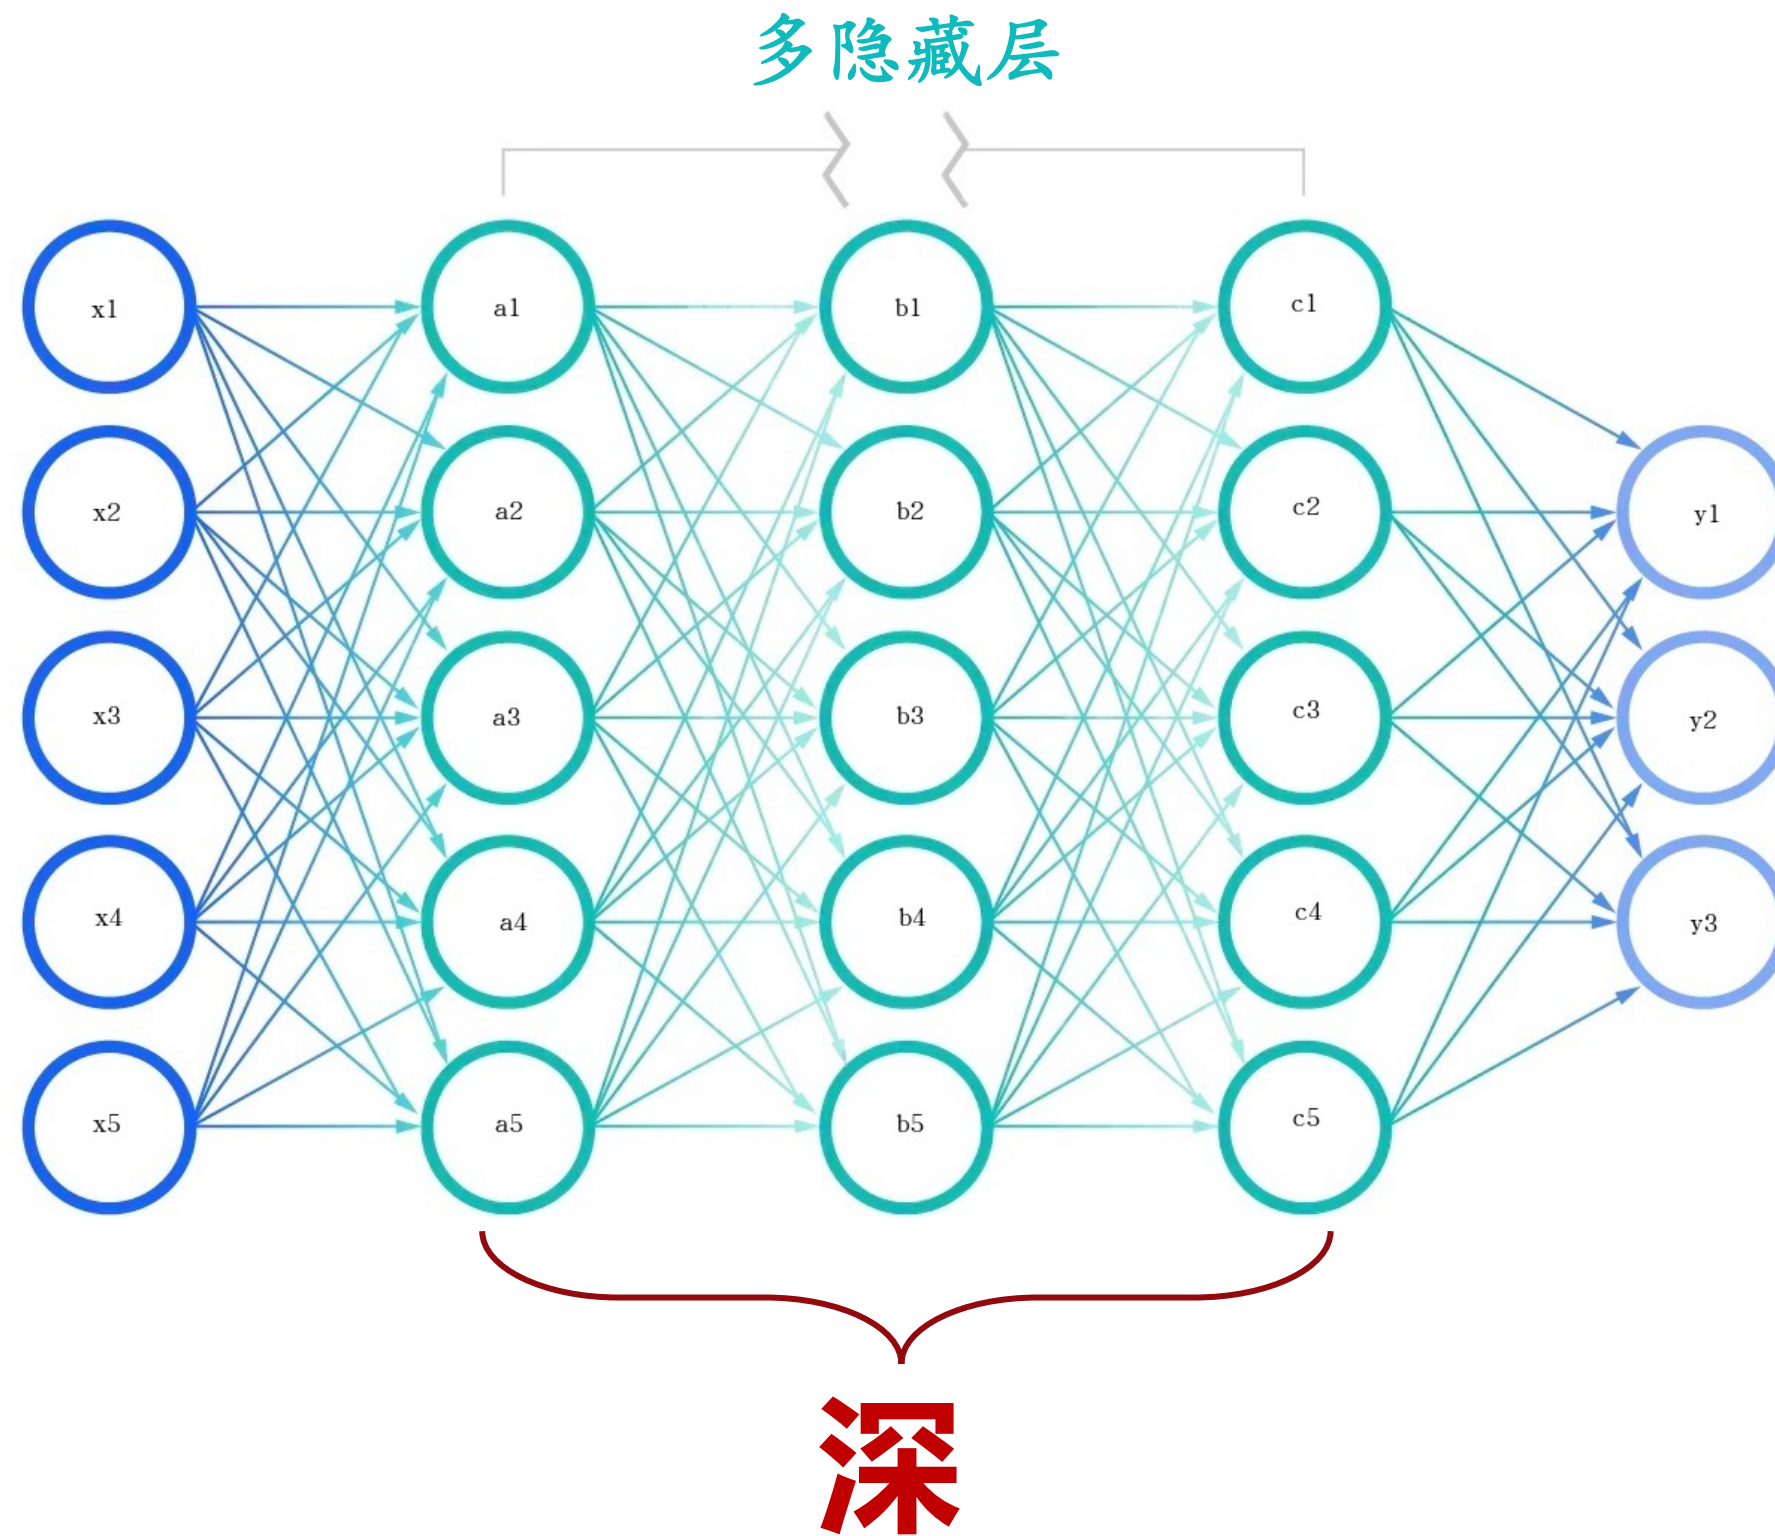 多隐藏层
x1 a1 b1 c1
x2 a2 b2 c2 y1
x3 a3 b3 c3 y2
x4 a4 b4 c4 y3
x5 a5 b5 c5
深